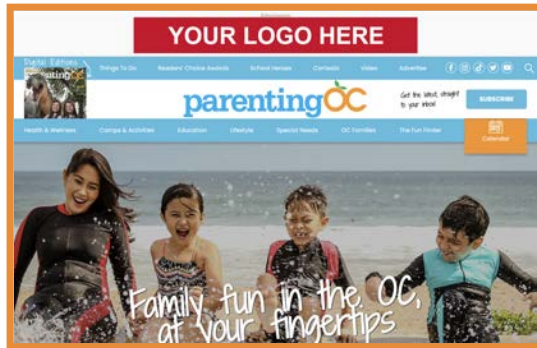 Advertisement
YOUR LOGO HERE
Digital Editions
parentingOC
Things To Do
Readers' Choice Awards
School Heroes
Contests
Video
Advertise
parentingOC
Get the latest, straight
to your inbox!
SUBSCRIBE
Health & Wellness
Camps & Activities
Education
Lifestyle
Special Needs
OC Families
The Fun Finder
Calendar
Family fun in the OC,
at your fingertips